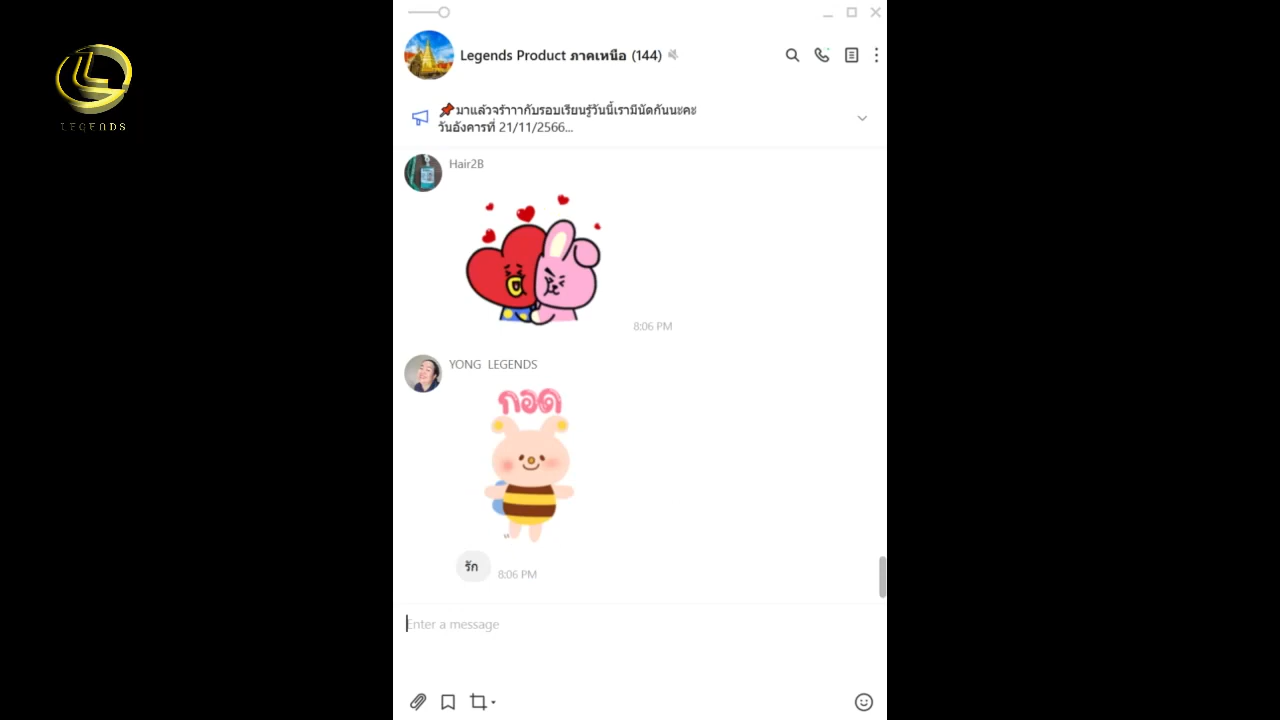 LEGENDS
Legends Product ภาคเหนือ (144)
📌มาแล้วจร้าาากับรอบเรียนรู้วันนี้เรามีนัดกันนะคะ
วันอังคารที่ 21/11/2566...
Hair2B
8:06 PM
YONG LEGENDS
กอด
รัก
8:06 PM
Enter a message